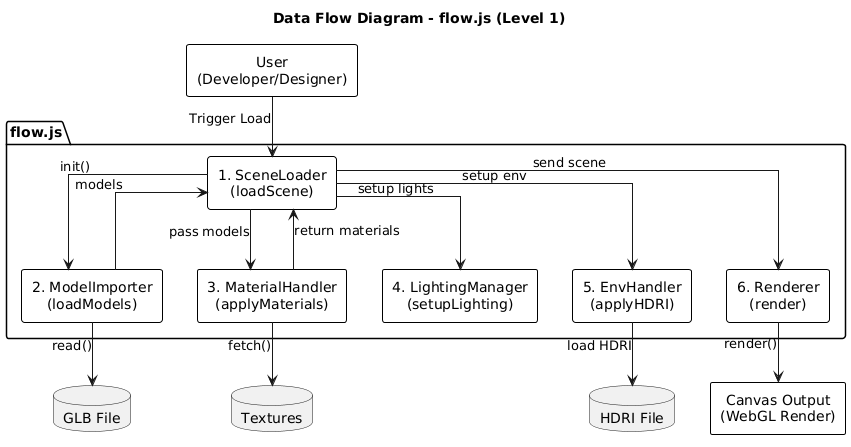 Data Flow Diagram - flow.js (Level 1)
User
(Developer/Designer)
Trigger Load
flow.js
1. SceneLoader
(loadScene)
init()
models
send scene
setup env
setup lights
pass models
return materials
2. ModelImporter
(loadModels)
3. MaterialHandler
(applyMaterials)
4. LightingManager
(setupLighting)
5. EnvHandler
(applyHDRI)
6. Renderer
(render)
read()
fetch()
load HDRI
render()
GLB File
Textures
HDRI File
Canvas Output
(WebGL Render)